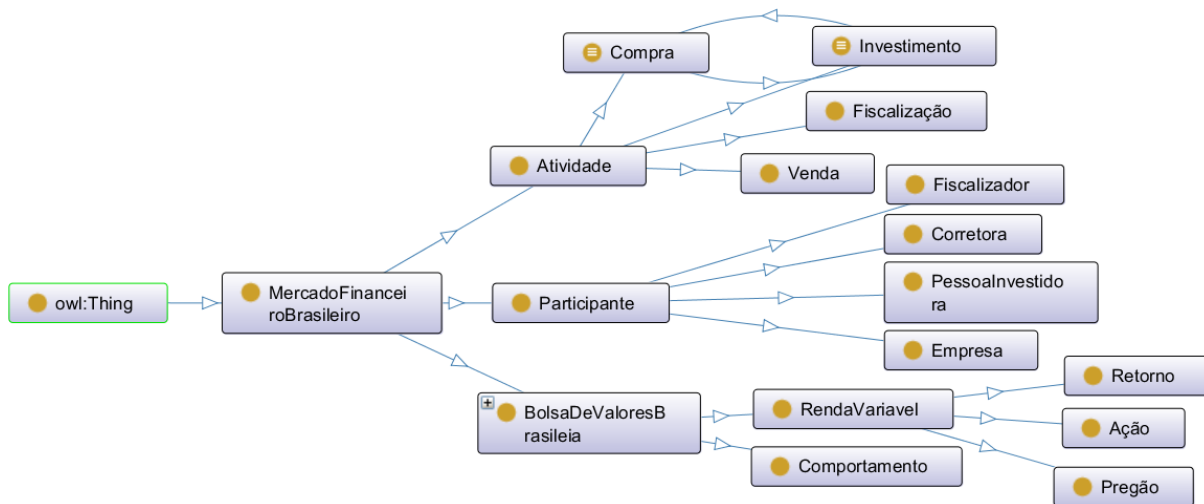 Compra
Investimento
Fiscalização
Atividade
Venda
Fiscalizador
Corretora
owl:Thing
MercadoFinancei
roBrasileiro
Participante
PessoaInvestido
ra
Empresa
Retorno
BolsaDeValoresB
rasileia
RendaVariavel
Ação
Comportamento
Pregão